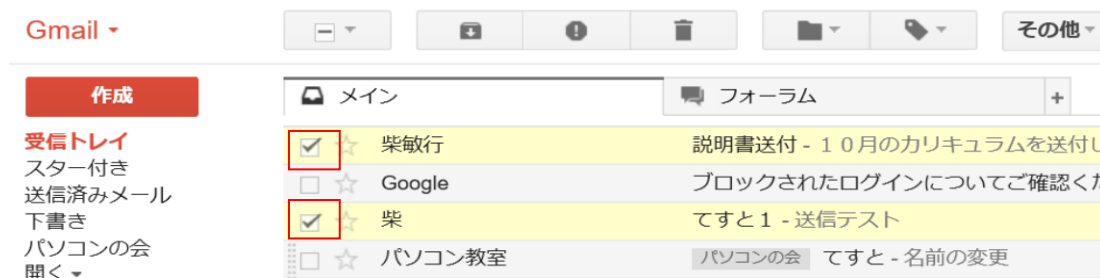 Gmail
その他
作成
メイン
フォーラム
+
受信トレイ
スター付き
送信済みメール
下書き
パソコンの会
開く
柴敏行 説明書送付 - １０月のカリキュラムを送付し
Google ブロックされたログインについてご確認くだ
柴 てすと１ - 送信テスト
パソコン教室 パソコンの会 てすと - 名前の変更